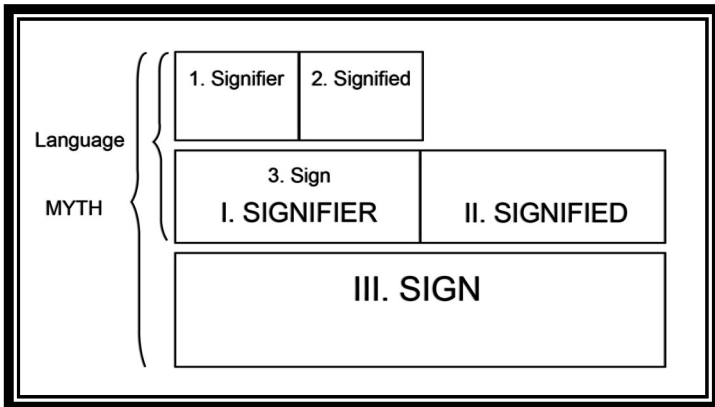 1. Signifier
2. Signified
Language
3. Sign
MYTH
I. SIGNIFIER
II. SIGNIFIED
III. SIGN